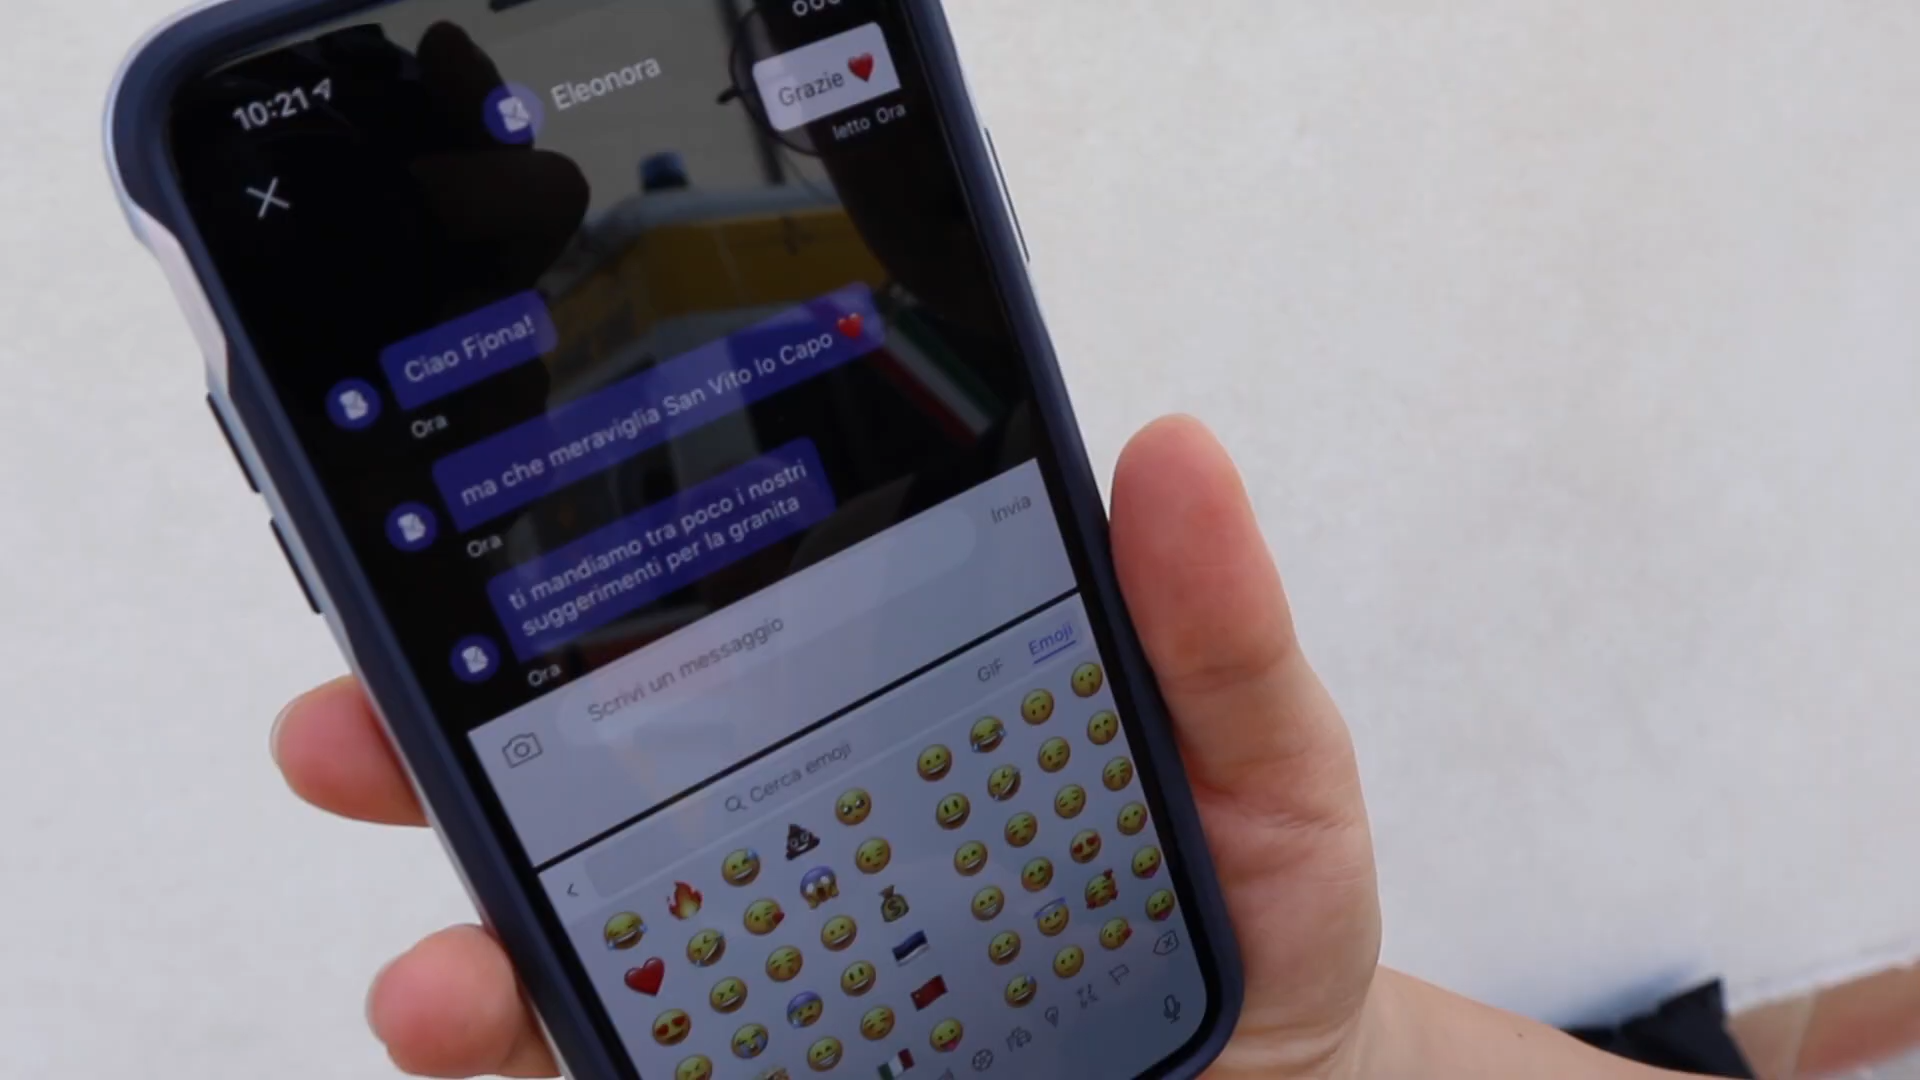 10:21
Eleonora
Grazie ❤️
letto Ora
Ciao Fjona!
Ora
ma che meraviglia San Vito lo Capo ❤️
Ora
ti mandiamo tra poco i nostri
suggerimenti per la granita
Ora
Scrivi un messaggio
Invia
GIF
Emoji
Cerca emoji